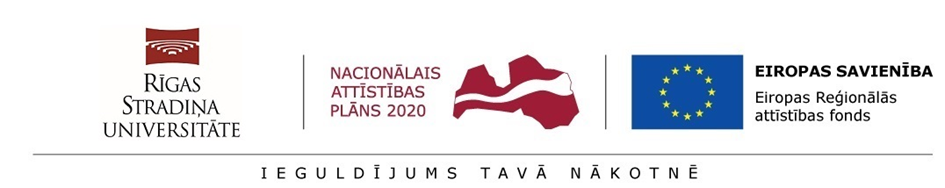 RĪGAS
STRADIŅA
UNIVERSITĀTE
NACIONĀLAIS
ATTĪSTĪBAS
PLĀNS 2020
EIROPAS SAVIENĪBA
Eiropas Reģionālās
attīstības fonds
IEGULDĪJUMS TAVĀ NĀKOTNĒ